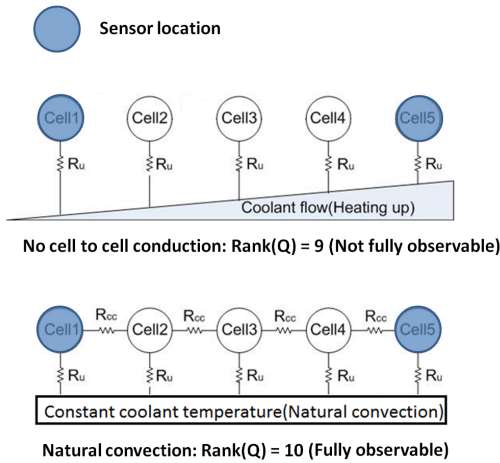 Sensor location
Cell1 Cell2 Cell3 Cell4 Cell5
Ru Ru Ru Ru Ru
Coolant flow(Heating up)
No cell to cell conduction: Rank(Q) = 9 (Not fully observable)
Rcc Rcc Rcc Rcc
Cell1 Cell2 Cell3 Cell4 Cell5
Ru Ru Ru Ru Ru
Constant coolant temperature(Natural convection)
Natural convection: Rank(Q) = 10 (Fully observable)